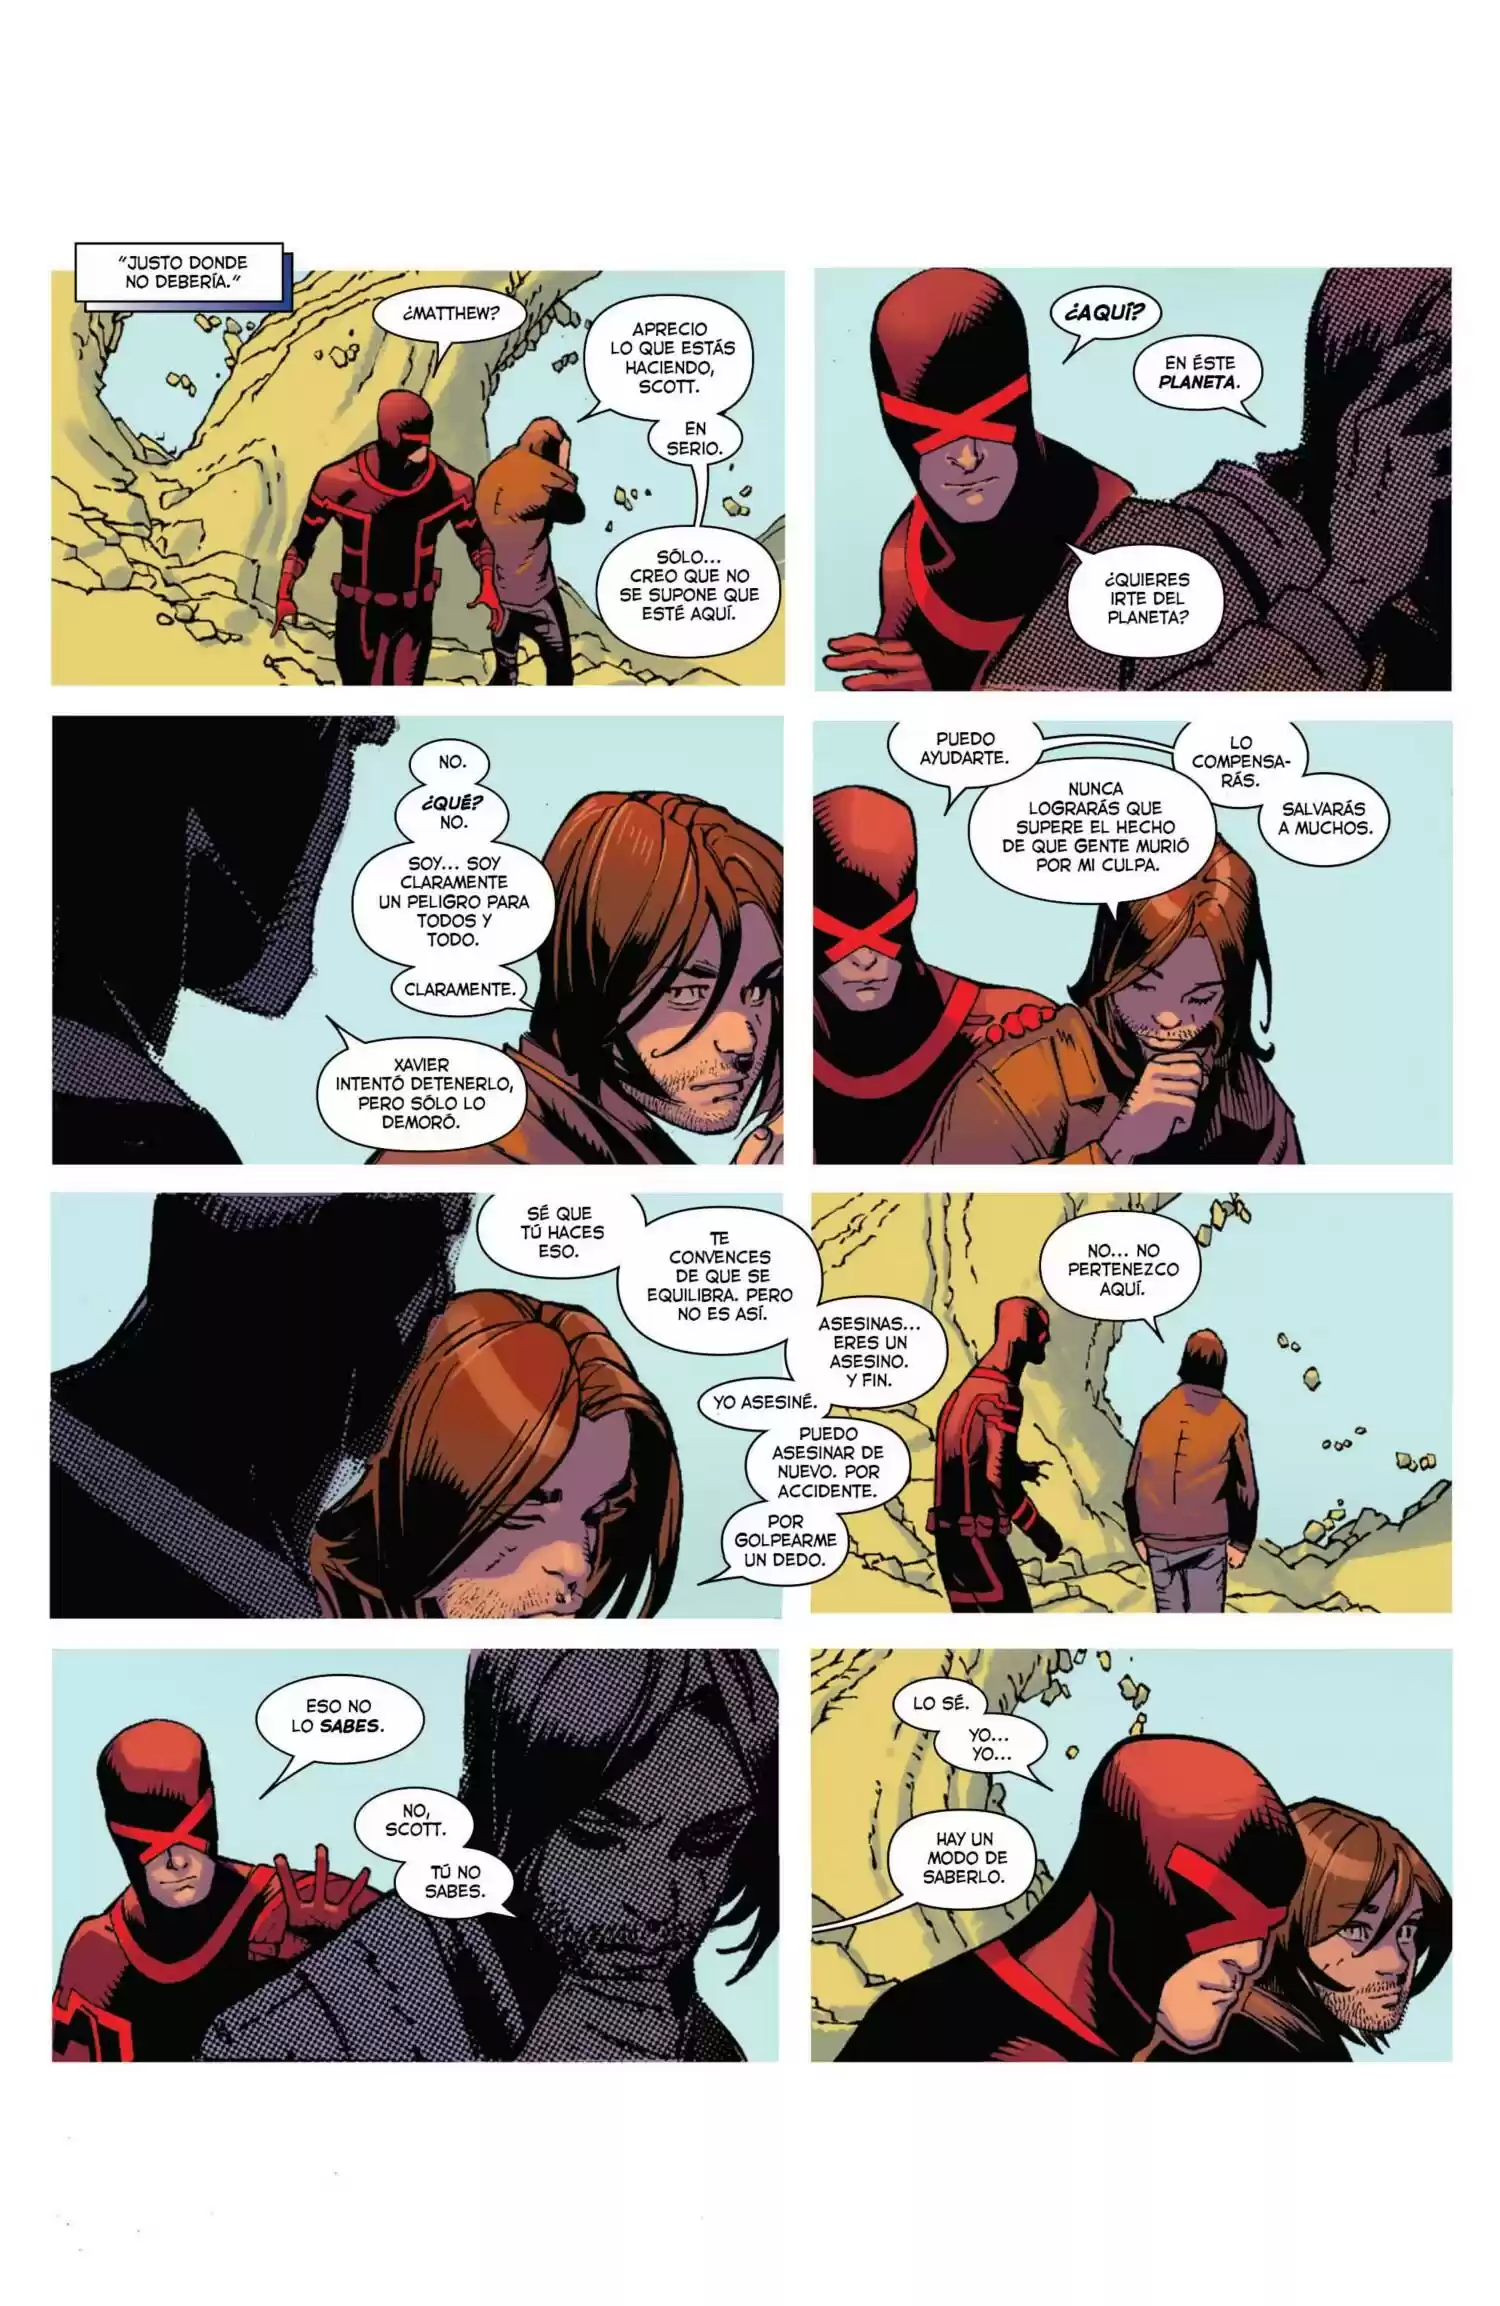 "JUSTO DONDE
NO DEBERÍA."
¿MATTHEW?
APRECIO
LO QUE ESTÁS
HACIENDO,
SCOTT.
EN
SERIO.
SÓLO...
CREO QUE NO
SE SUPONE QUE
ESTÉ AQUÍ.
¿AQUÍ?
EN ÉSTE
PLANETA.
¿QUIERES
IRTE DEL
PLANETA?
NO.
¿QUÉ?
NO.
SOY... SOY
CLARAMENTE
UN PELIGRO PARA
TODOS Y
TODO.
CLARAMENTE.
XAVIER
INTENTÓ DETENERLO,
PERO SÓLO LO
DEMORÓ.
PUEDO
AYUDARTE.
LO
COMPENSA-
RÁS.
SALVARÁS
A MUCHOS.
NUNCA
LOGRARÁS QUE
SUPERE EL HECHO
DE QUE GENTE MURIÓ
POR MI CULPA.
SÉ QUE
TÚ HACES
ESO.
TE
CONVENCES
DE QUE SE
EQUILIBRA. PERO
NO ES ASÍ.
ASESINAS...
ERES UN
ASESINO.
Y FIN.
YO ASESINÉ.
PUEDO
ASESINAR DE
NUEVO. POR
ACCIDENTE.
POR
GOLPEARME
UN DEDO.
NO... NO
PERTENEZCO
AQUÍ.
ESO NO
LO SABES.
NO,
SCOTT.
TÚ NO
SABES.
LO SÉ.
YO...
YO...
HAY UN
MODO DE
SABERLO.